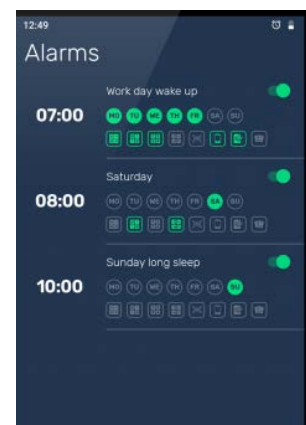 12:49
Alarms
Work day wake up
07:00
MO TU WE TH FR SA SU
Saturday
08:00
MO TU WE TH FR SA SU
Sunday long sleep
10:00
MO TU WE TH FR SA SU